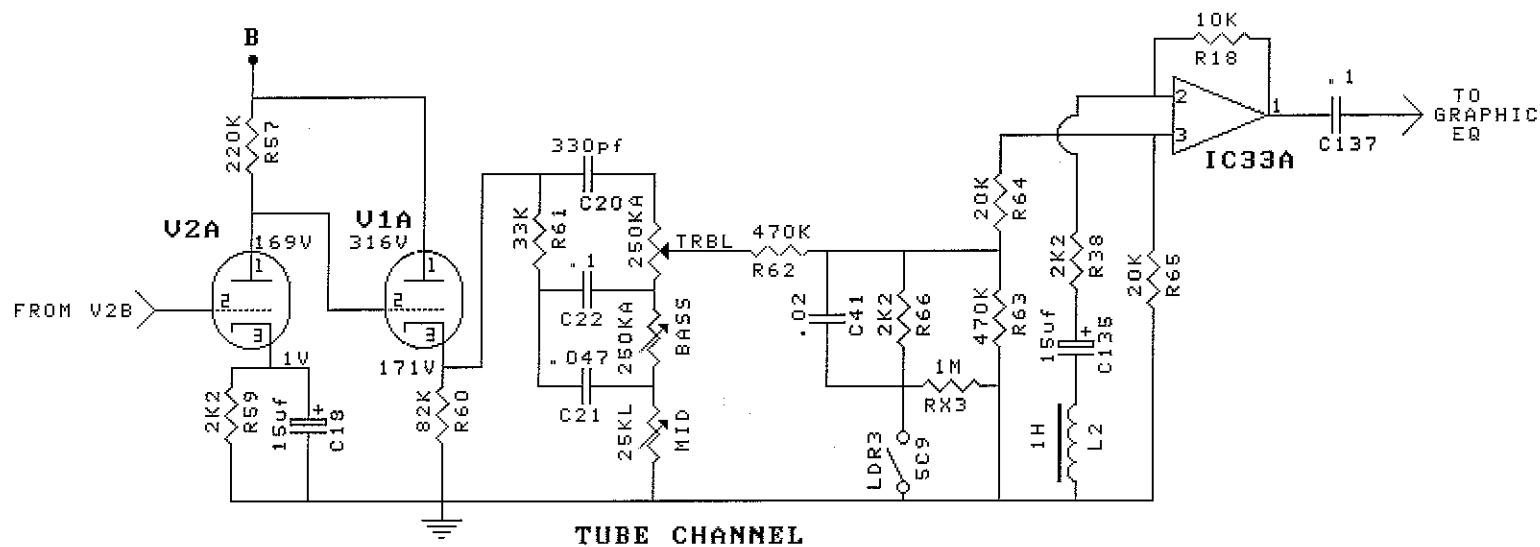 B
220K
R57
V2A
169V
1
2
3
FROM V2B
1V
2K2
R59
15uf
+
C18
V1A
316V
1
2
3
171V
82K
R60
330pf
C20
33K
R61
.1
C22
.047
C21
250KA
TRBL
250KA
BASS
25KL
MID
470K
R62
.02
C41
2K2
R66
1M
RX3
LDR3
SC9
20K
R64
470K
R63
2K2
R38
15uf
+
C135
1H
L2
20K
R65
10K
R18
2
3
1
IC33A
.1
C137
TO
GRAPHIC
EQ
TUBE CHANNEL